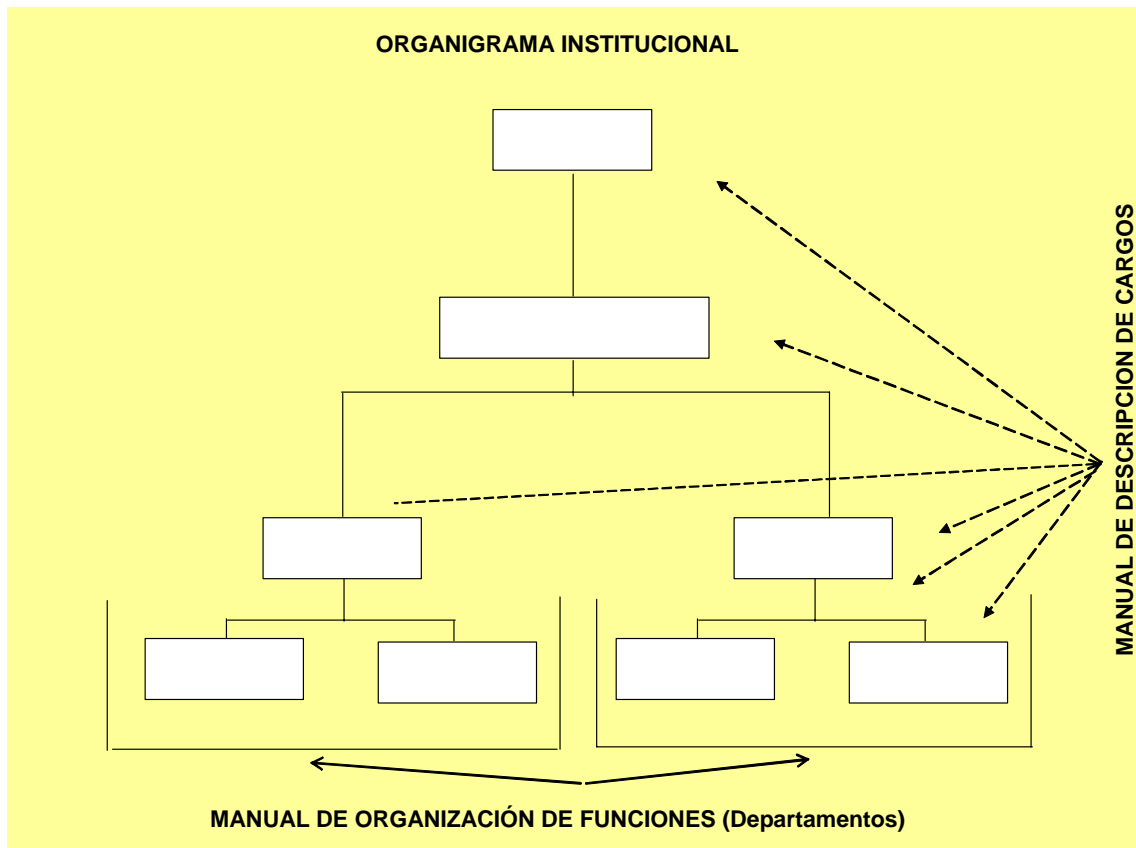 ORGANIGRAMA INSTITUCIONAL
MANUAL DE DESCRIPCION DE CARGOS
MANUAL DE ORGANIZACIÓN DE FUNCIONES (Departamentos)